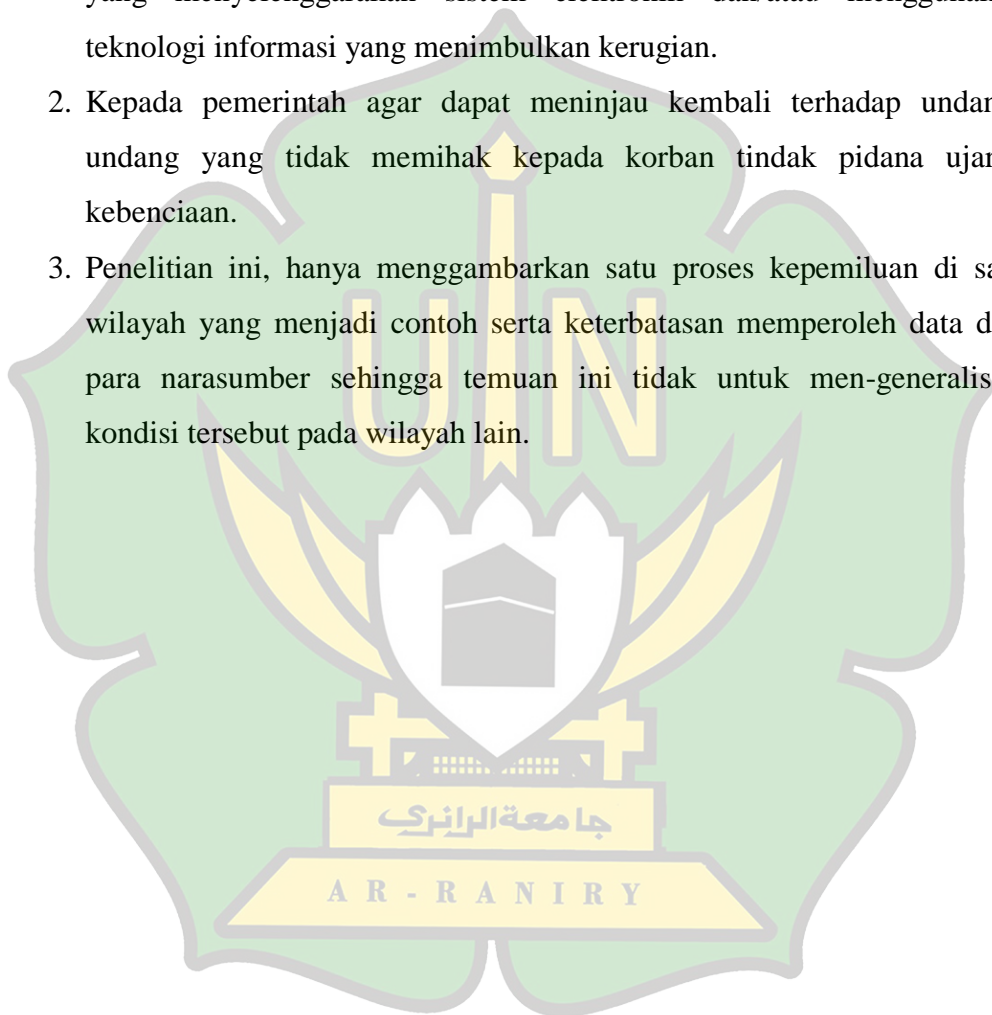 yang menyelenggarakan sistem elektronik dan/atau menggunak
teknologi informasi yang menimbulkan kerugian.
2. Kepada pemerintah agar dapat meninjau kembali terhadap undan
undang yang tidak memihak kepada korban tindak pidana ujar
kebenciaan.
3. Penelitian ini, hanya menggambarkan satu proses kepemiluan di sa
wilayah yang menjadi contoh serta keterbatasan memperoleh data d
para narasumber sehingga temuan ini tidak untuk men-generalis
kondisi tersebut pada wilayah lain.
UIN
جامعةالرانري
AR-RANIRY